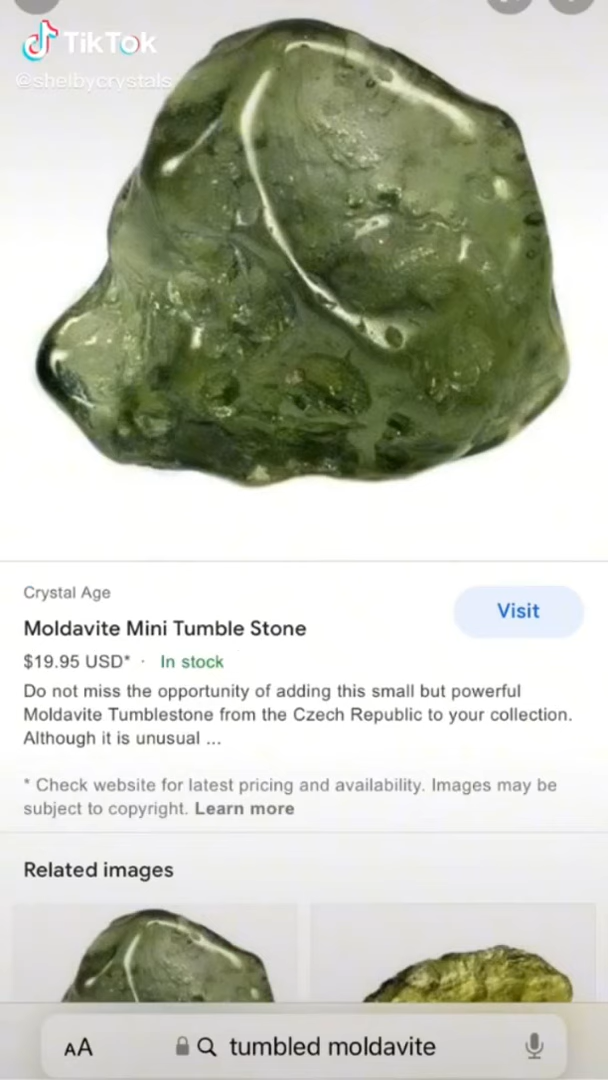 TikTok
@shelbycrystals
Crystal Age
Visit
Moldavite Mini Tumble Stone
$19.95 USD* · In stock
Do not miss the opportunity of adding this small but powerful
Moldavite Tumblestone from the Czech Republic to your collection.
Although it is unusual ...
* Check website for latest pricing and availability. Images may be
subject to copyright. Learn more
Related images
AA tumbled moldavite